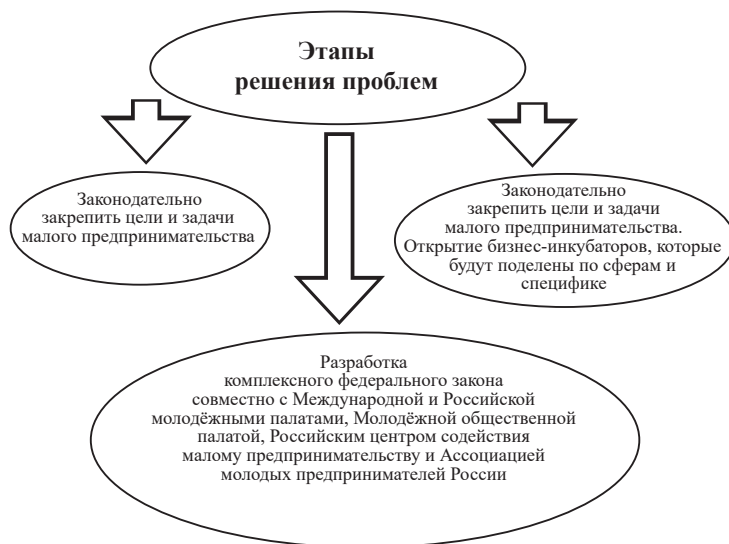 Этапы
решения проблем
Законодательно
закрепить цели и задачи
малого предпринимательства
Законодательно
закрепить цели и задачи
малого предпринимательства.
Открытие бизнес-инкубаторов, которые
будут поделены по сферам и
специфике
Разработка
комплексного федерального закона
совместно с Международной и Российской
молодёжными палатами, Молодёжной общественной
палатой, Российским центром содействия
малому предпринимательству и Ассоциацией
молодых предпринимателей России